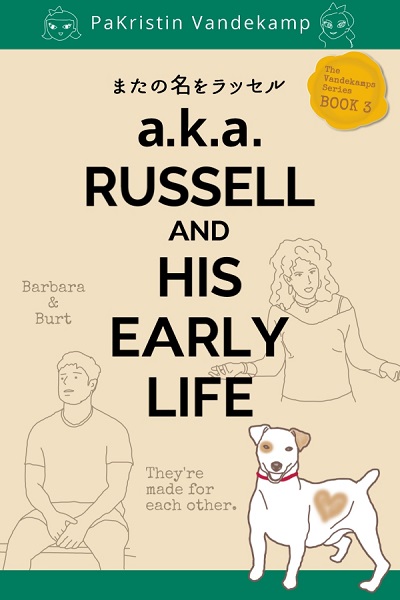 PaKristin Vandekamp
またの名をラッセル
The
Vandekamps
Series
BOOK 3
a.k.a.
RUSSELL
AND
HIS
EARLY
LIFE
Barbara
&
Burt
They're
made for
each other.